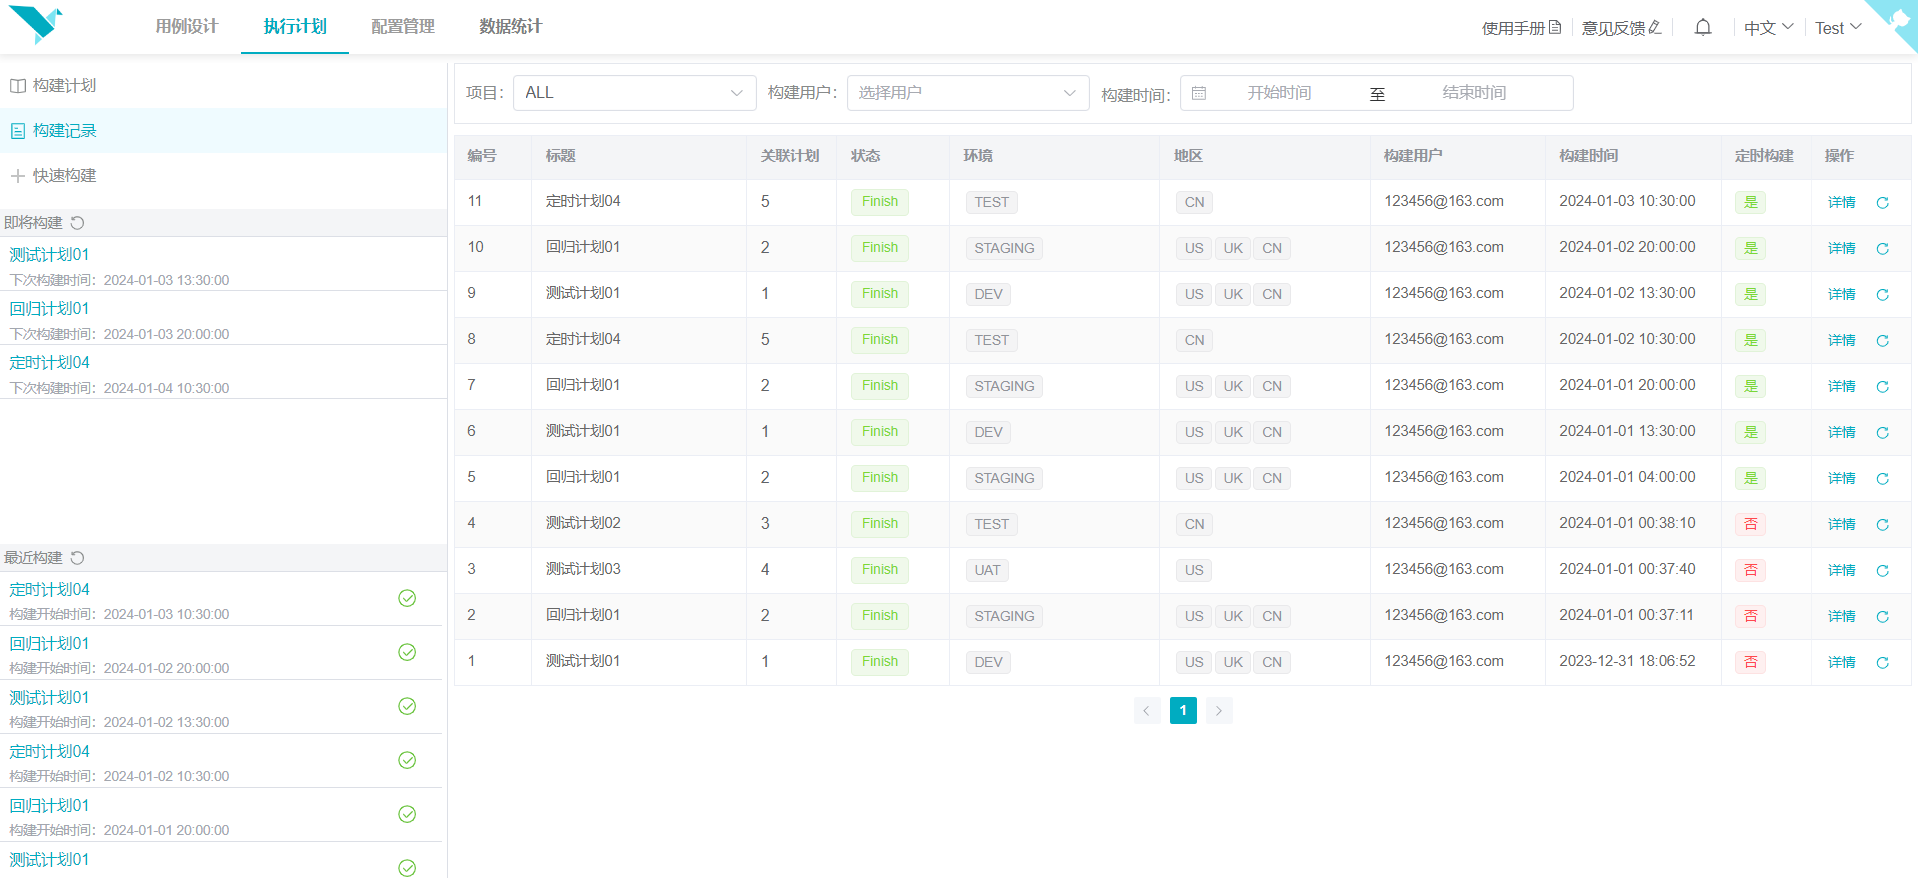 用例设计 执行计划 配置管理 数据统计 使用手册 意见反馈 中文 Test
构建计划
构建记录
快速构建
即将构建
测试计划01
下次构建时间：2024-01-03 13:30:00
回归计划01
下次构建时间：2024-01-03 20:00:00
定时计划04
下次构建时间：2024-01-04 10:30:00
最近构建
定时计划04
构建开始时间：2024-01-03 10:30:00
回归计划01
构建开始时间：2024-01-02 20:00:00
测试计划01
构建开始时间：2024-01-02 13:30:00
定时计划04
构建开始时间：2024-01-02 10:30:00
回归计划01
构建开始时间：2024-01-01 20:00:00
测试计划01
项目： ALL 构建用户： 选择用户 构建时间： 开始时间 至 结束时间
编号 标题 关联计划 状态 环境 地区 构建用户 构建时间 定时构建 操作
11 定时计划04 5 Finish TEST CN 123456@163.com 2024-01-03 10:30:00 是 详情
10 回归计划01 2 Finish STAGING US UK CN 123456@163.com 2024-01-02 20:00:00 是 详情
9 测试计划01 1 Finish DEV US UK CN 123456@163.com 2024-01-02 13:30:00 是 详情
8 定时计划04 5 Finish TEST CN 123456@163.com 2024-01-02 10:30:00 是 详情
7 回归计划01 2 Finish STAGING US UK CN 123456@163.com 2024-01-01 20:00:00 是 详情
6 测试计划01 1 Finish DEV US UK CN 123456@163.com 2024-01-01 13:30:00 是 详情
5 回归计划01 2 Finish STAGING US UK CN 123456@163.com 2024-01-01 04:00:00 是 详情
4 测试计划02 3 Finish TEST CN 123456@163.com 2024-01-01 00:38:10 否 详情
3 测试计划03 4 Finish UAT US 123456@163.com 2024-01-01 00:37:40 否 详情
2 回归计划01 2 Finish STAGING US UK CN 123456@163.com 2024-01-01 00:37:11 否 详情
1 测试计划01 1 Finish DEV US UK CN 123456@163.com 2023-12-31 18:06:52 否 详情
1